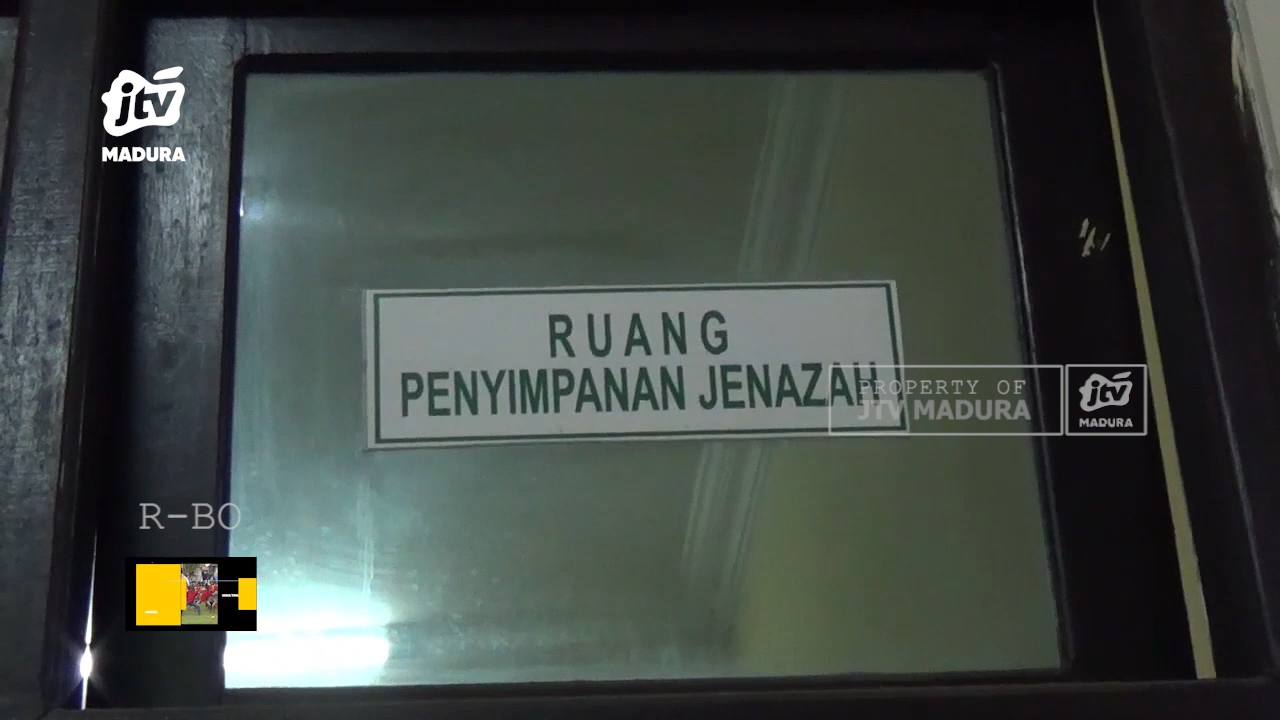 jtv
MADURA
RUANG
PENYIMPANAN JENAZAH
PROPERTY OF
JTV MADURA
jtv
MADURA
R-BO